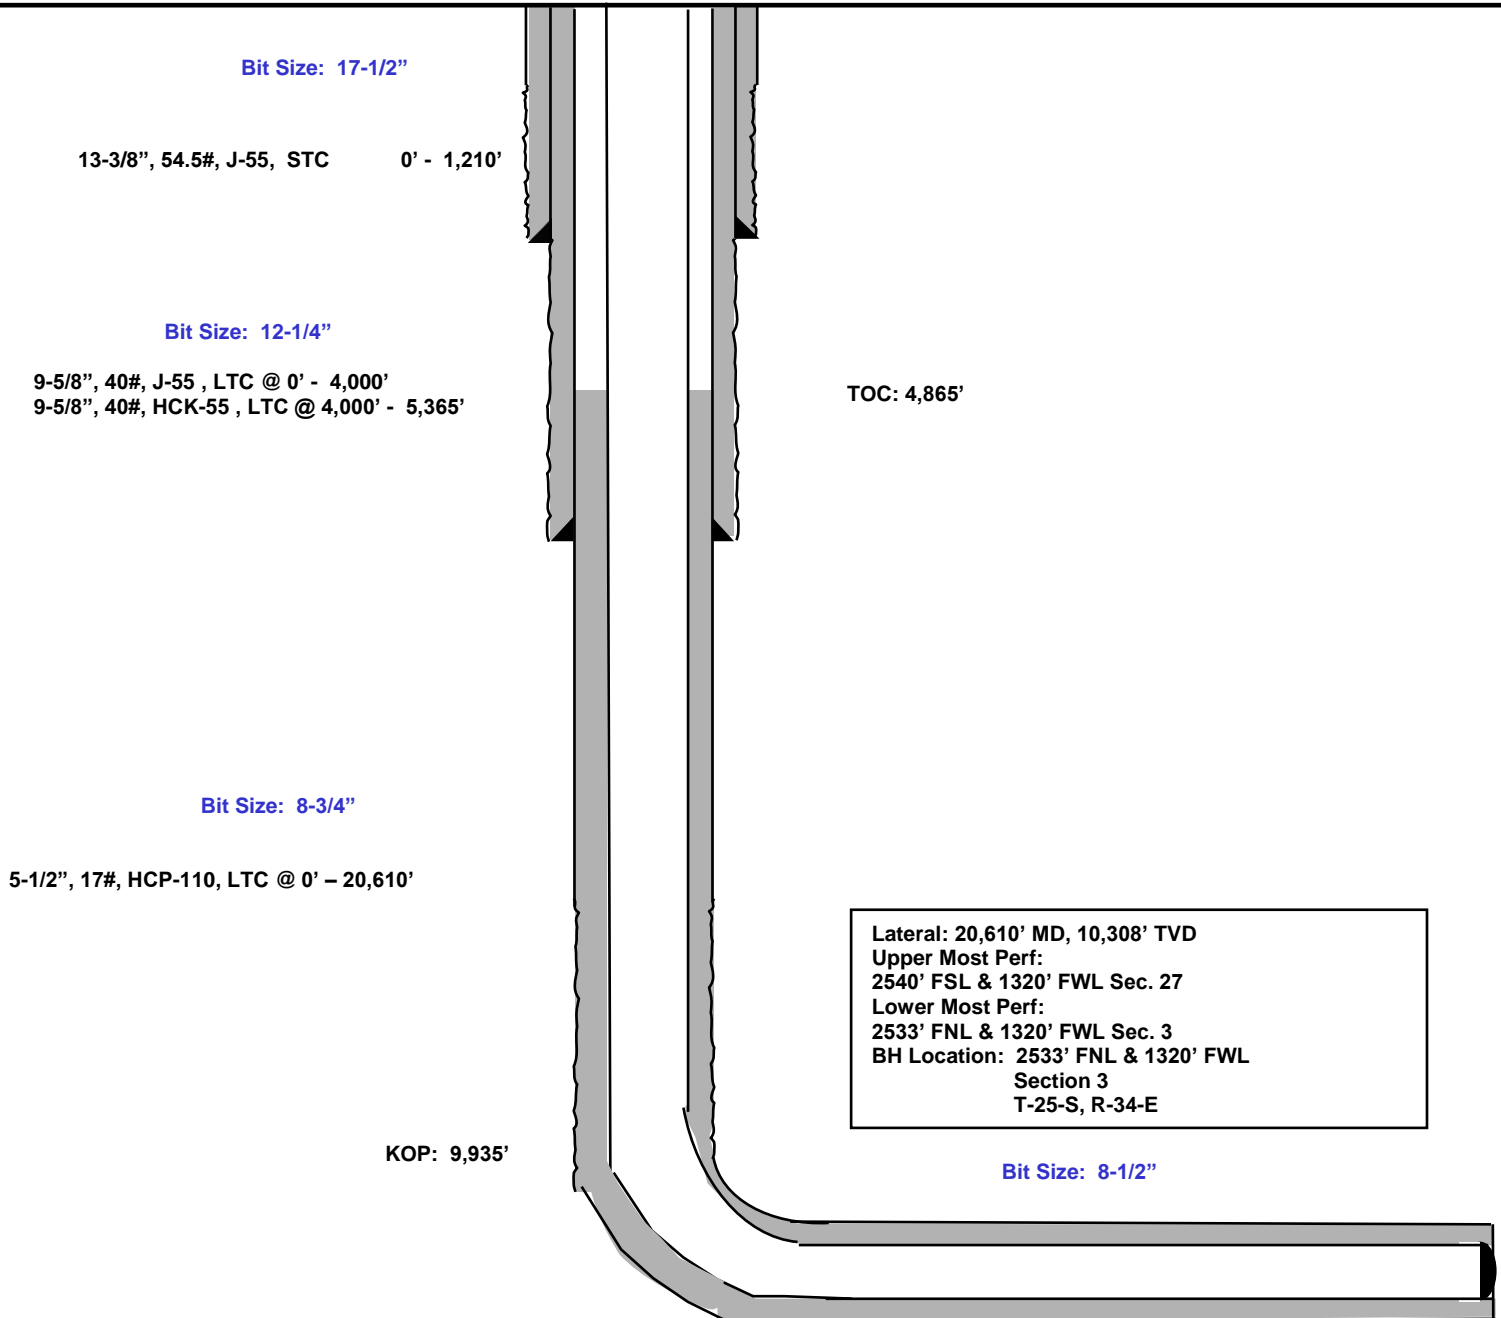 Bit Size: 17-1/2”
13-3/8”, 54.5#, J-55, STC 0’ - 1,210’
Bit Size: 12-1/4”
9-5/8”, 40#, J-55 , LTC @ 0’ - 4,000’
9-5/8”, 40#, HCK-55 , LTC @ 4,000’ - 5,365’
TOC: 4,865’
Bit Size: 8-3/4”
5-1/2”, 17#, HCP-110, LTC @ 0’ – 20,610’
Lateral: 20,610’ MD, 10,308’ TVD
Upper Most Perf:
2540’ FSL & 1320’ FWL Sec. 27
Lower Most Perf:
2533’ FNL & 1320’ FWL Sec. 3
BH Location: 2533’ FNL & 1320’ FWL
Section 3
T-25-S, R-34-E
KOP: 9,935’
Bit Size: 8-1/2”